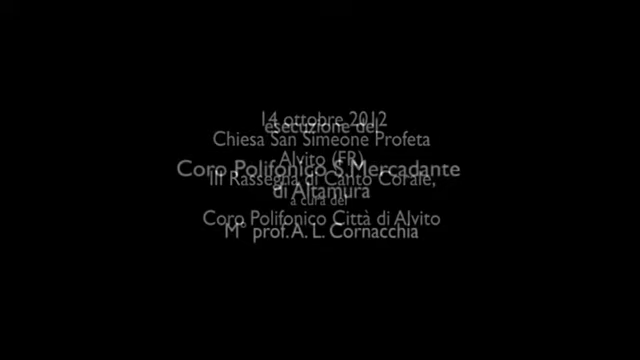 14 ottobre 2012
esecuzione del
Chiesa San Simeone Profeta
Alvito (FR)
Coro Polifonico S.Mercadante
III Rassegna di Canto Corale,
di Altamura
a cura del
Coro Polifonico Città di Alvito
M° prof. A. L. Cornacchia